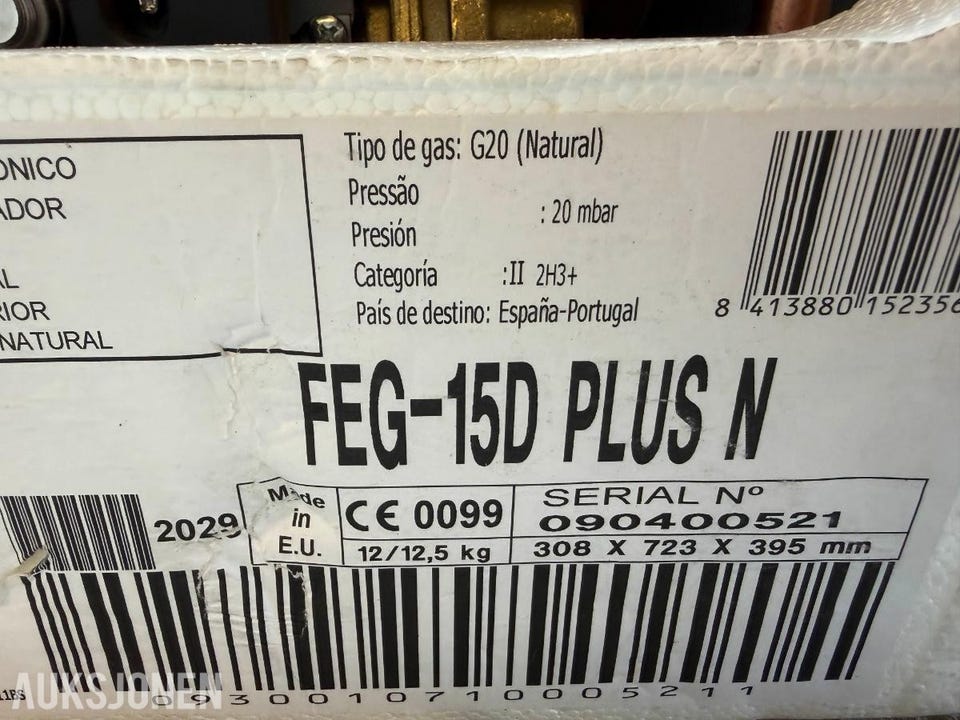 ONICO
ADOR
AL
RIOR
NATURAL
Tipo de gas: G20 (Natural)
Pressão
: 20 mbar
Presión
Categoría :II 2H3+
País de destino: España-Portugal
8 413880 152356
FEG-15D PLUS N
2029
Made in E.U.
CE 0099
12/12,5 kg
SERIAL Nº
090400521
308 X 723 X 395 mm
0930010710005211
AUKSJONEN